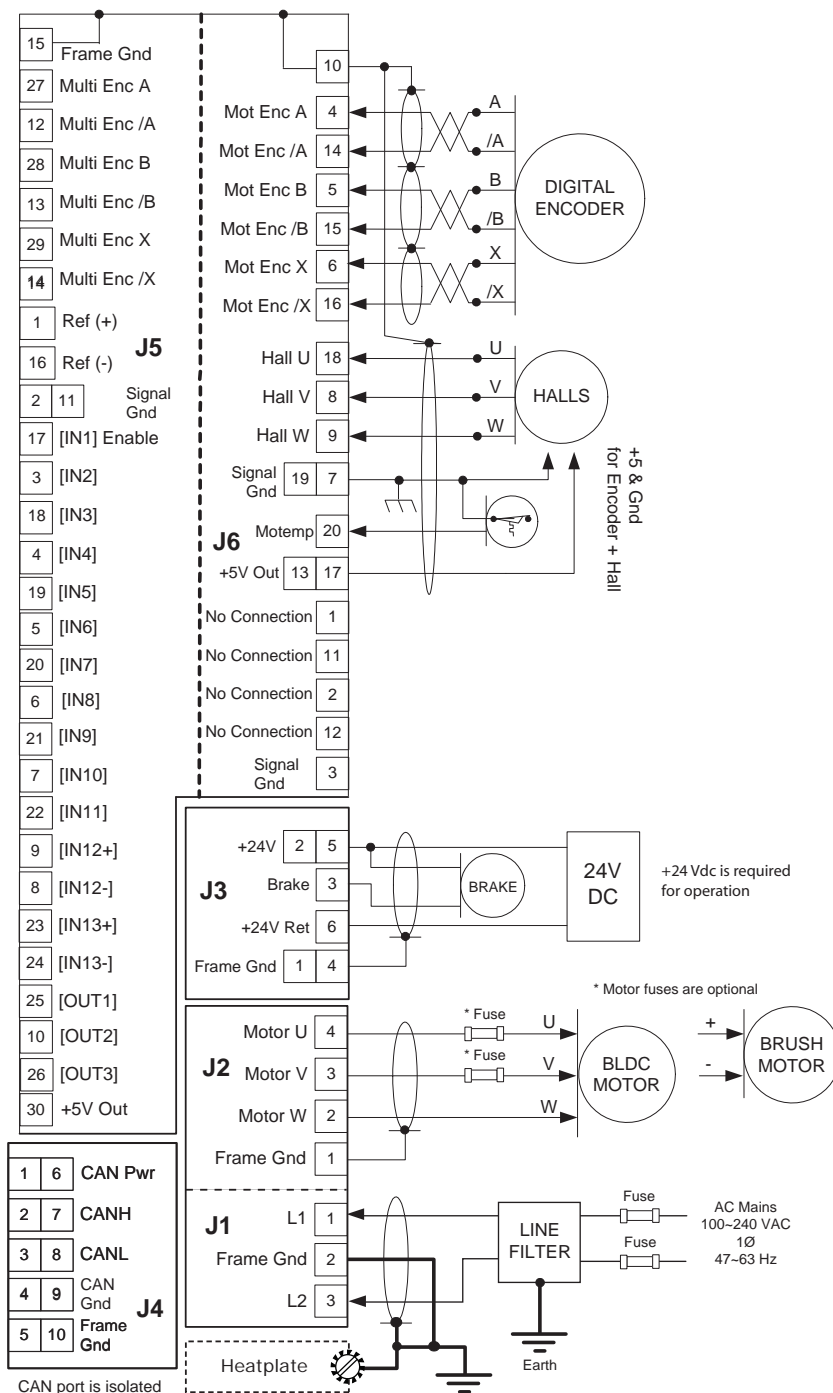 15 Frame Gnd
27 Multi Enc A
12 Multi Enc /A
28 Multi Enc B
13 Multi Enc /B
29 Multi Enc X
14 Multi Enc /X
1 Ref (+)
J5
16 Ref (-)
2 11 Signal
Gnd
17 [IN1] Enable
3 [IN2]
18 [IN3]
4 [IN4]
19 [IN5]
5 [IN6]
20 [IN7]
6 [IN8]
21 [IN9]
7 [IN10]
22 [IN11]
9 [IN12+]
8 [IN12-]
23 [IN13+]
24 [IN13-]
25 [OUT1]
10 [OUT2]
26 [OUT3]
30 +5V Out
1 6 CAN Pwr
2 7 CANH
3 8 CANL
4 9 CAN
Gnd
J4
5 10 Frame
Gnd
CAN port is isolated
10
Mot Enc A 4 A
Mot Enc /A 14 /A
Mot Enc B 5 B
Mot Enc /B 15 /B
Mot Enc X 6 X
Mot Enc /X 16 /X
DIGITAL
ENCODER
Hall U 18 U
Hall V 8 V
Hall W 9 W
HALLS
Signal
Gnd 19 7
J6
Motemp 20
+5V Out 13 17
+5 & Gnd
for Encoder + Hall
No Connection 1
No Connection 11
No Connection 2
No Connection 12
Signal
Gnd 3
J3
+24V 2 5
Brake 3
+24V Ret 6
Frame Gnd 1 4
BRAKE
24V
DC
+24 Vdc is required
for operation
* Motor fuses are optional
J2
Motor U 4 * Fuse U
Motor V 3 * Fuse V
Motor W 2 W
Frame Gnd 1
BLDC
MOTOR
+
-
BRUSH
MOTOR
J1
L1 1
Frame Gnd 2
L2 3
LINE
FILTER
Fuse
Fuse
AC Mains
100~240 VAC
1Ø
47~63 Hz
Earth
Heatplate